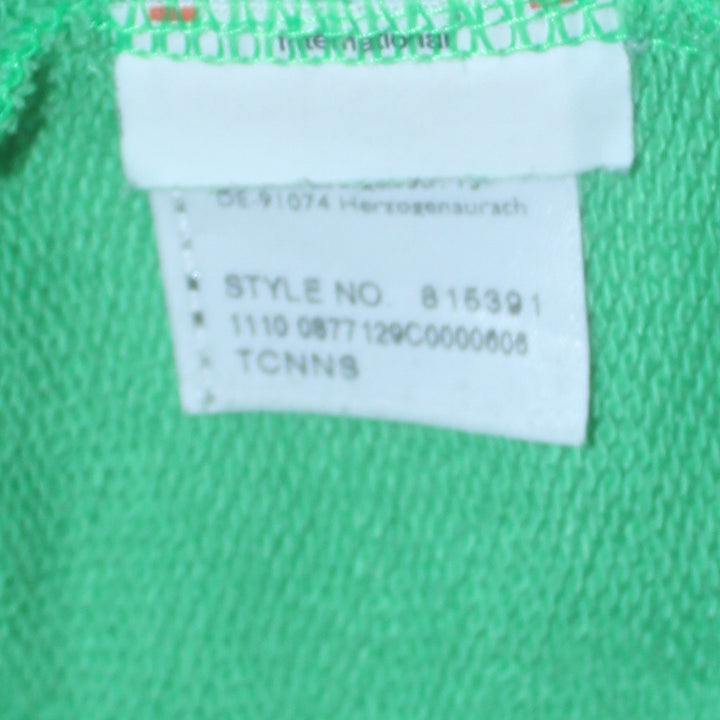 International
DE-91074 Herzogenaurach
STYLE NO. 815391
1110 0877129C0000606
TCNNS